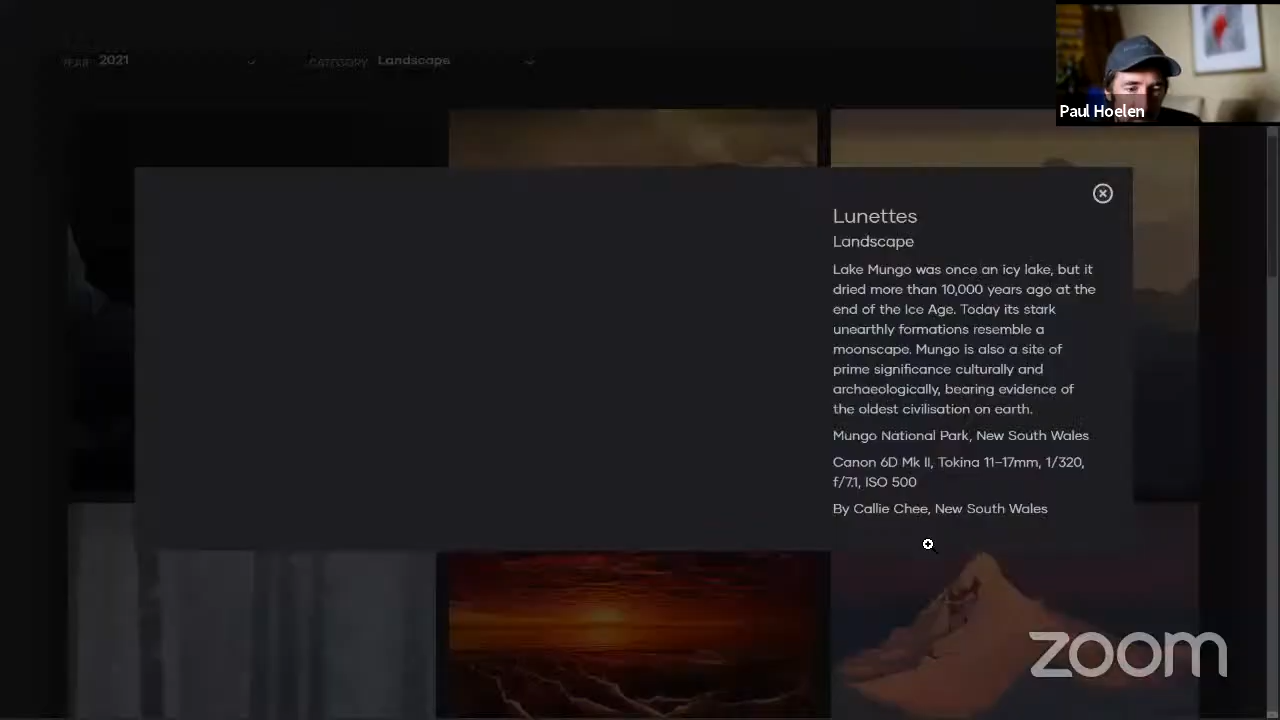 YEAR 2021
CATEGORY Landscape
Paul Hoelen
Lunettes
Landscape
Lake Mungo was once an icy lake, but it
dried more than 10,000 years ago at the
end of the Ice Age. Today its stark
unearthly formations resemble a
moonscape. Mungo is also a site of
prime significance culturally and
archaeologically, bearing evidence of
the oldest civilisation on earth.
Mungo National Park, New South Wales
Canon 6D Mk II, Tokina 11–17mm, 1/320,
f/7.1, ISO 500
By Callie Chee, New South Wales
zoom